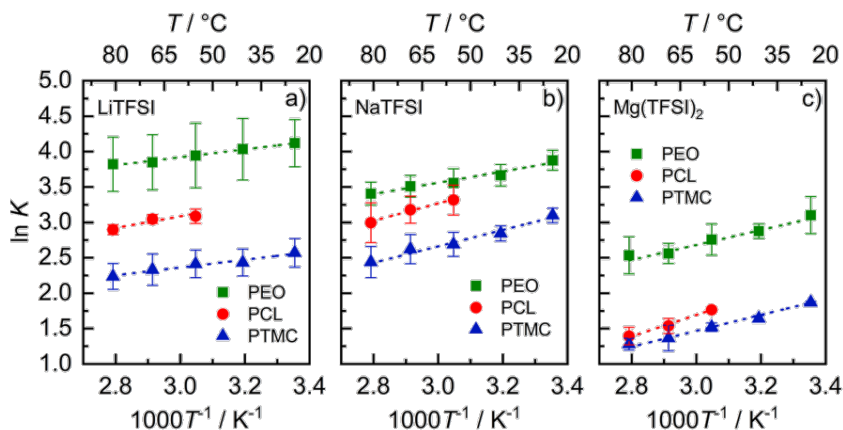 T / °C T / °C T / °C
80 65 50 35 20 80 65 50 35 20 80 65 50 35 20
5.0
LiTFSI a) NaTFSI b) Mg(TFSI)₂ c)
4.5
4.0
PEO
3.5
PCL
3.0
PTMC
ln K
2.5
2.0
PEO PEO
PCL PCL
1.5
PTMC PTMC
1.0
2.8 3.0 3.2 3.4 2.8 3.0 3.2 3.4 2.8 3.0 3.2 3.4
1000T⁻¹ / K⁻¹ 1000T⁻¹ / K⁻¹ 1000T⁻¹ / K⁻¹